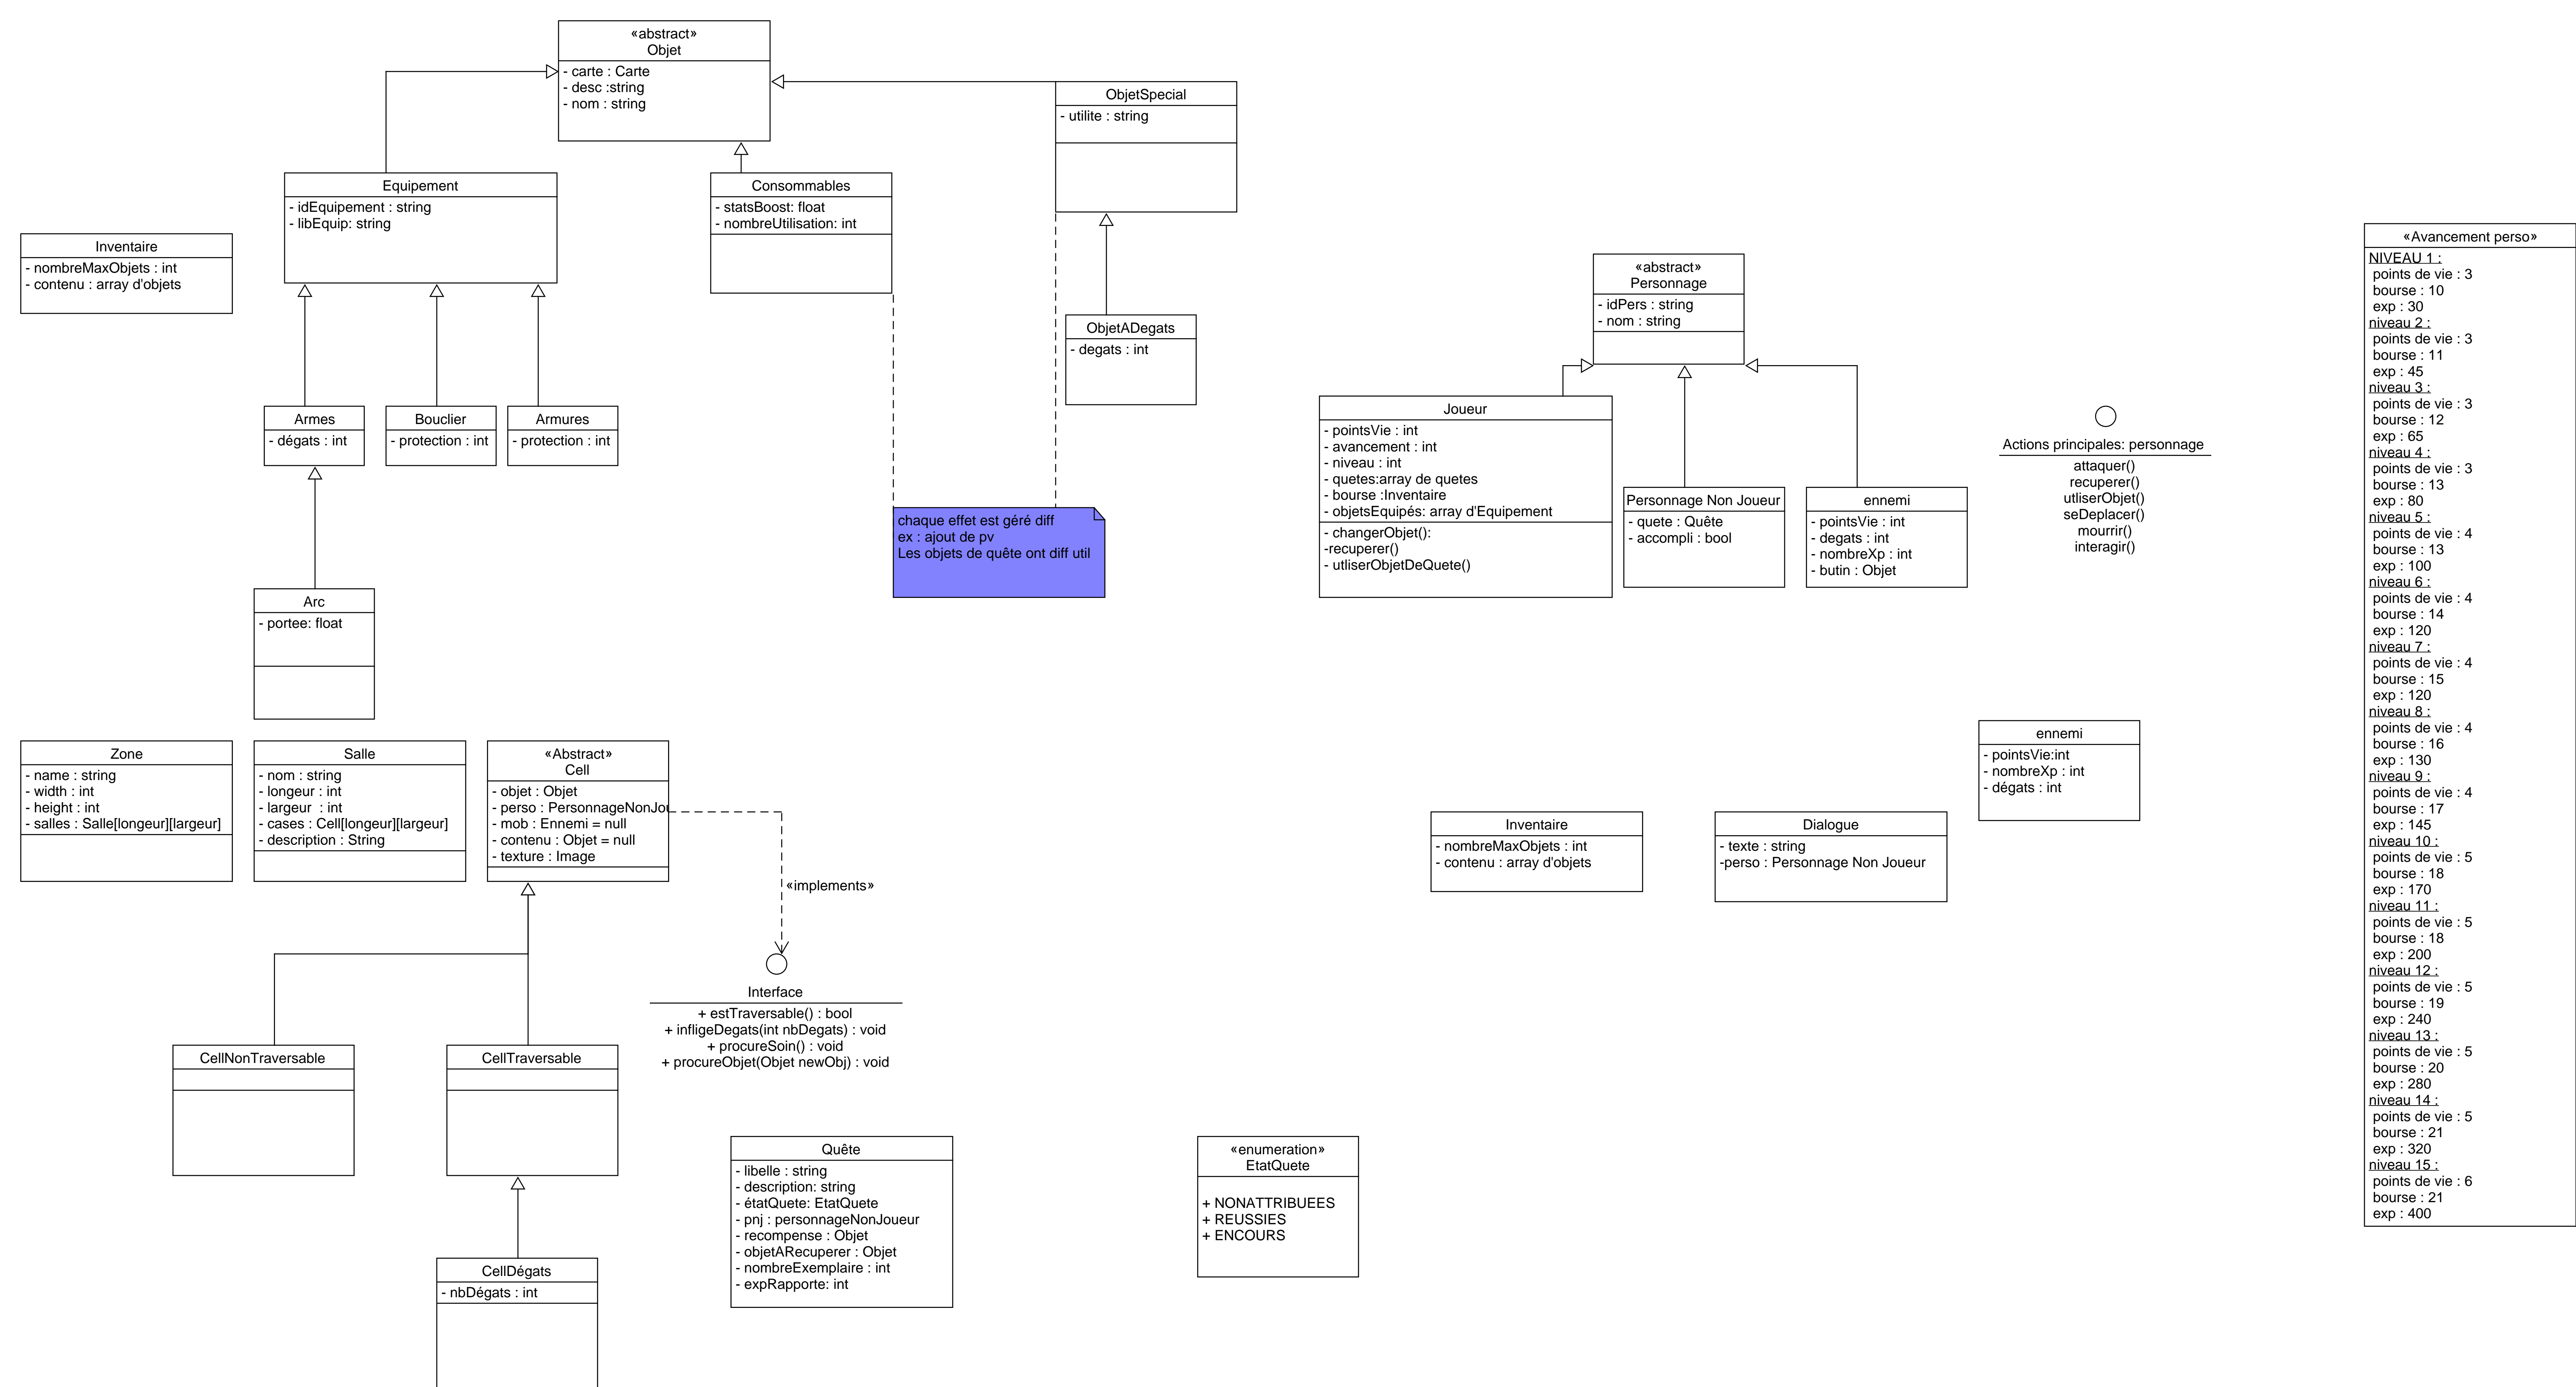 «abstract»
Objet
- carte : Carte
- desc :string
- nom : string
ObjetSpecial
- utilite : string
Equipement
- idEquipement : string
- libEquip: string
Consommables
- statsBoost: float
- nombreUtilisation: int
Inventaire
- nombreMaxObjets : int
- contenu : array d'objets
ObjetADegats
- degats : int
Armes
- dégats : int
Bouclier
- protection : int
Armures
- protection : int
chaque effet est géré diff
ex : ajout de pv
Les objets de quête ont diff util
Arc
- portee: float
«abstract»
Personnage
- idPers : string
- nom : string
Joueur
- pointsVie : int
- avancement : int
- niveau : int
- quetes:array de quetes
- bourse :Inventaire
- objetsEquipés: array d'Equipement
- changerObjet():
-recuperer()
- utliserObjetDeQuete()
Personnage Non Joueur
- quete : Quête
- accompli : bool
ennemi
- pointsVie : int
- degats : int
- nombreXp : int
- butin : Objet
Actions principales: personnage
attaquer()
recuperer()
utliserObjet()
seDeplacer()
mourrir()
interagir()
«Avancement perso»
NIVEAU 1 :
points de vie : 3
bourse : 10
exp : 30
niveau 2 :
points de vie : 3
bourse : 11
exp : 45
niveau 3 :
points de vie : 3
bourse : 12
exp : 65
niveau 4 :
points de vie : 3
bourse : 13
exp : 80
niveau 5 :
points de vie : 4
bourse : 13
exp : 100
niveau 6 :
points de vie : 4
bourse : 14
exp : 120
niveau 7 :
points de vie : 4
bourse : 15
exp : 120
niveau 8 :
points de vie : 4
bourse : 16
exp : 130
niveau 9 :
points de vie : 4
bourse : 17
exp : 145
niveau 10 :
points de vie : 5
bourse : 18
exp : 170
niveau 11 :
points de vie : 5
bourse : 18
exp : 200
niveau 12 :
points de vie : 5
bourse : 19
exp : 240
niveau 13 :
points de vie : 5
bourse : 20
exp : 280
niveau 14 :
points de vie : 5
bourse : 21
exp : 320
niveau 15 :
points de vie : 6
bourse : 21
exp : 400
Zone
- name : string
- width : int
- height : int
- salles : Salle[longeur][largeur]
Salle
- nom : string
- longeur : int
- largeur : int
- cases : Cell[longeur][largeur]
- description : String
«Abstract»
Cell
- objet : Objet
- perso : PersonnageNonJou
- mob : Ennemi = null
- contenu : Objet = null
- texture : Image
«implements»
Interface
+ estTraversable() : bool
+ infligeDegats(int nbDegats) : void
+ procureSoin() : void
+ procureObjet(Objet newObj) : void
ennemi
- pointsVie:int
- nombreXp : int
- dégats : int
Inventaire
- nombreMaxObjets : int
- contenu : array d'objets
Dialogue
- texte : string
-perso : Personnage Non Joueur
CellNonTraversable
CellTraversable
CellDégats
- nbDégats : int
Quête
- libelle : string
- description: string
- étatQuete: EtatQuete
- pnj : personnageNonJoueur
- recompense : Objet
- objetARecuperer : Objet
- nombreExemplaire : int
- expRapporte: int
«enumeration»
EtatQuete
+ NONATTRIBUEES
+ REUSSIES
+ ENCOURS